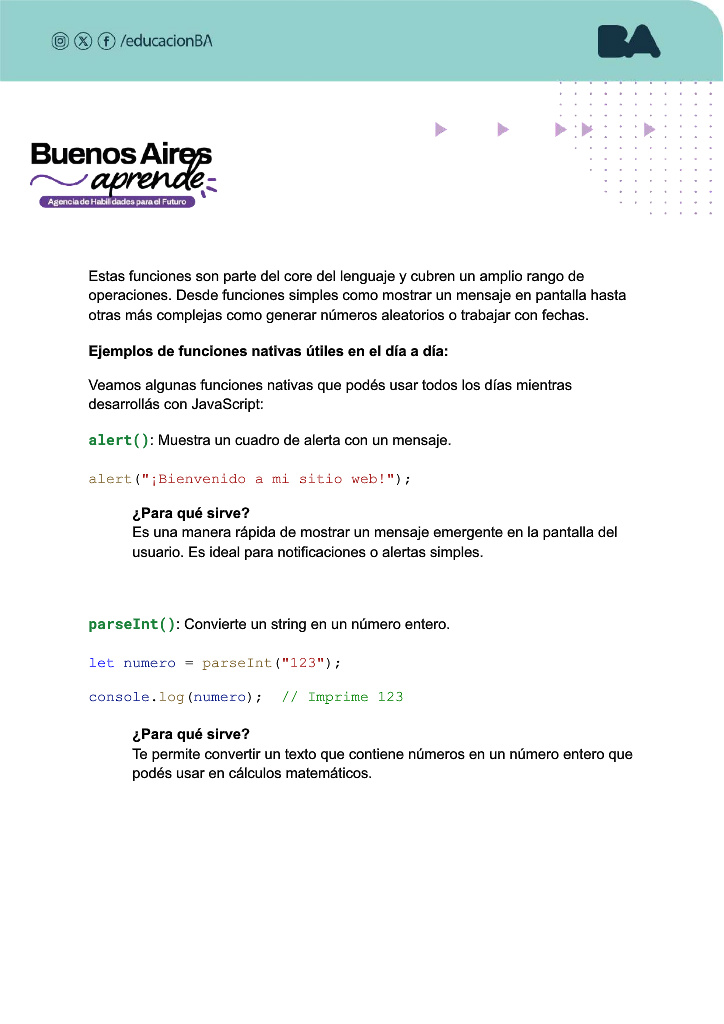 /educacionBA
BA
Buenos Aires
aprende
Agencia de Habilidades para el Futuro
Estas funciones son parte del core del lenguaje y cubren un amplio rango de
operaciones. Desde funciones simples como mostrar un mensaje en pantalla hasta
otras más complejas como generar números aleatorios o trabajar con fechas.
Ejemplos de funciones nativas útiles en el día a día:
Veamos algunas funciones nativas que podés usar todos los días mientras
desarrollás con JavaScript:
alert(): Muestra un cuadro de alerta con un mensaje.
alert("¡Bienvenido a mi sitio web!");
¿Para qué sirve?
Es una manera rápida de mostrar un mensaje emergente en la pantalla del
usuario. Es ideal para notificaciones o alertas simples.
parseInt(): Convierte un string en un número entero.
let numero = parseInt("123");
console.log(numero);  // Imprime 123
¿Para qué sirve?
Te permite convertir un texto que contiene números en un número entero que
podés usar en cálculos matemáticos.